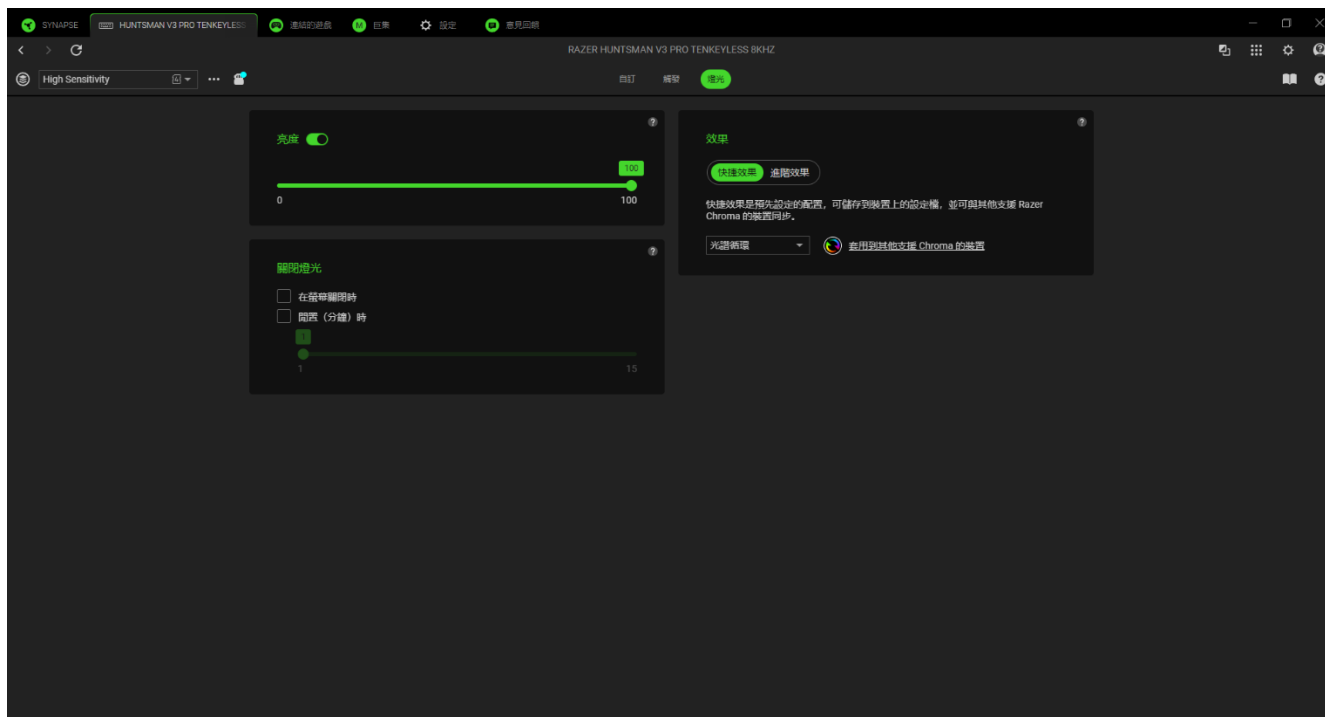 SYNAPSE
HUNTSMAN V3 PRO TENKEYLESS
連結的遊戲
巨集
設定
意見回饋
RAZER HUNTSMAN V3 PRO TENKEYLESS 8KHZ
High Sensitivity
4
自訂
觸發
燈光
亮度
100
0
100
關閉燈光
在螢幕關閉時
閒置（分鐘）時
1
1
15
效果
快捷效果
進階效果
快捷效果是預先設定的配置，可儲存到裝置上的設定檔，並可與其他支援 Razer
Chroma 的裝置同步。
光譜循環
套用到其他支援 Chroma 的裝置